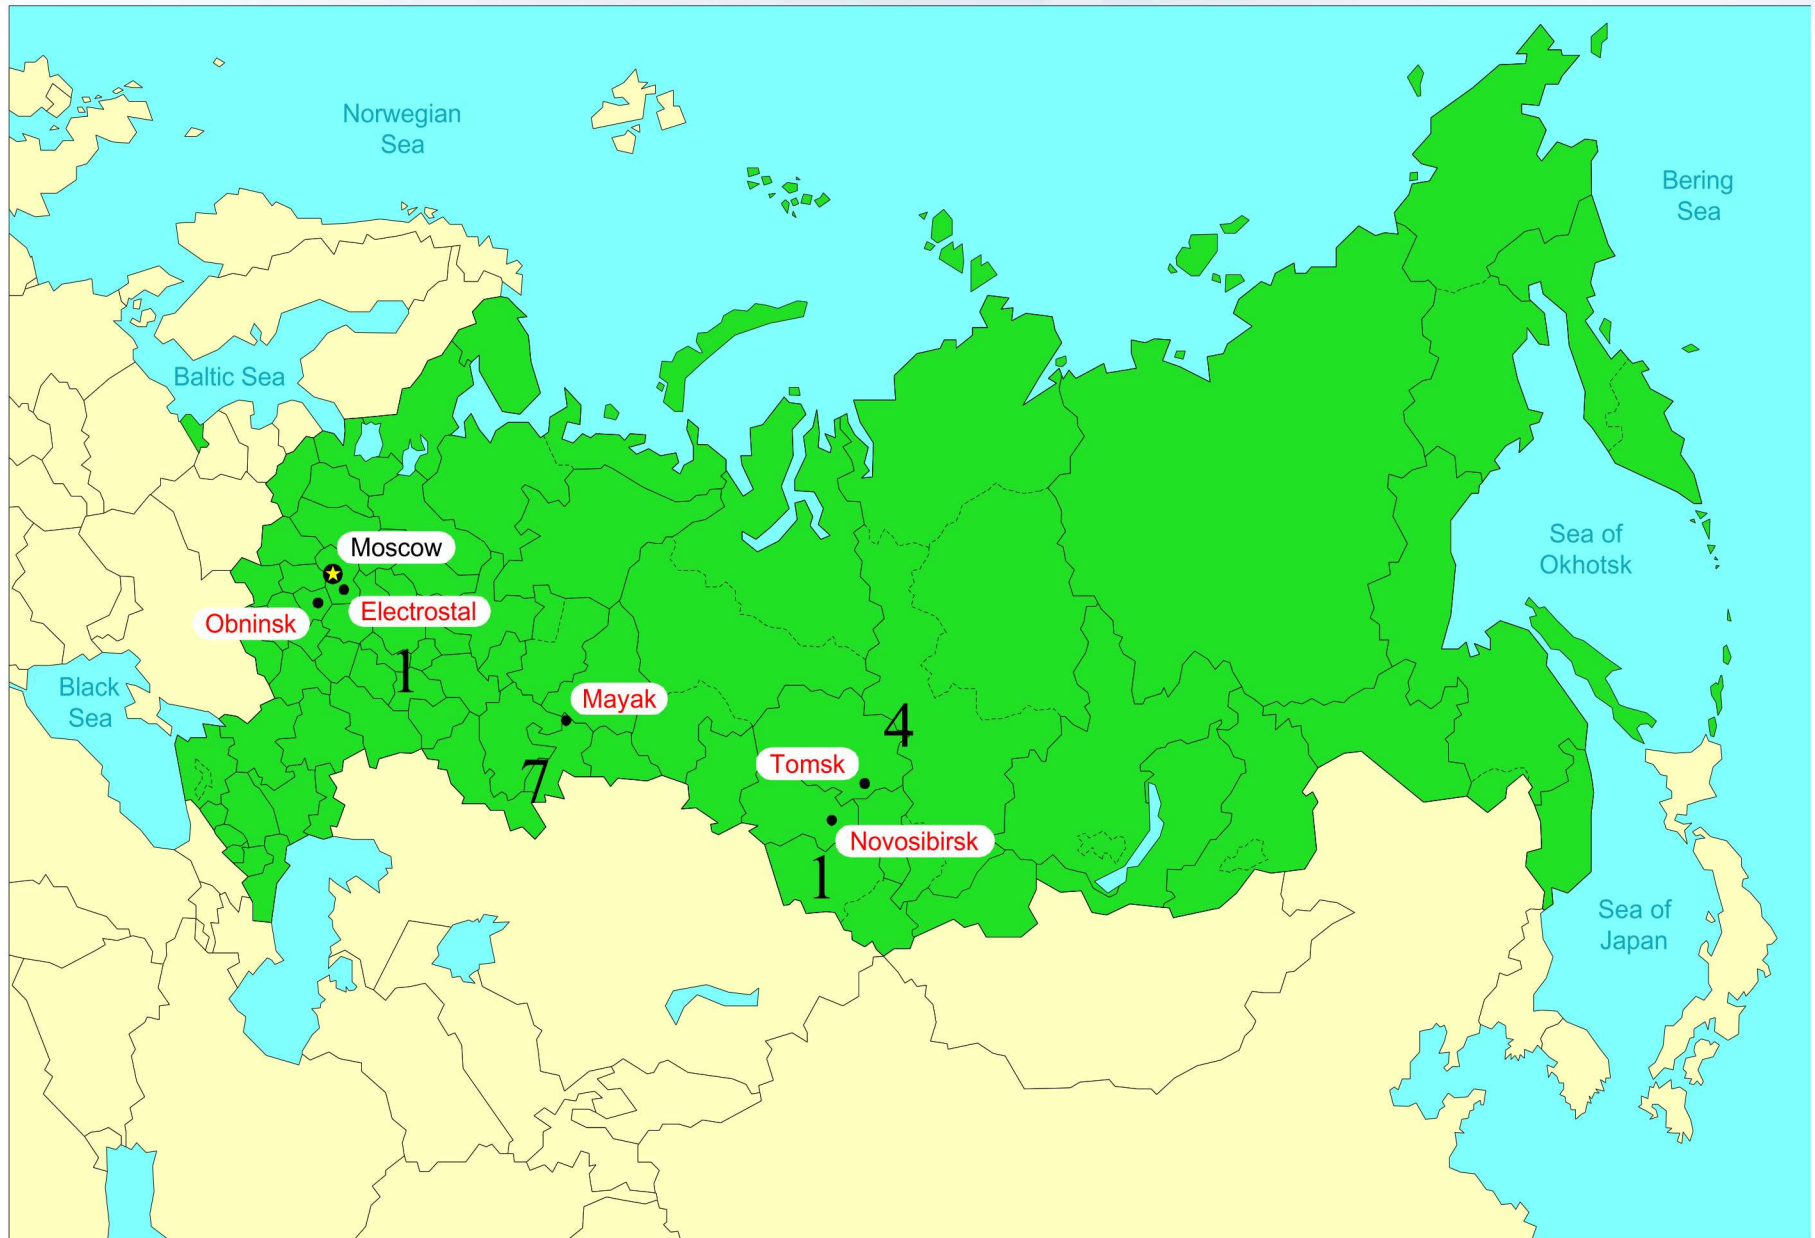 Norwegian
Sea
Bering
Sea
Baltic Sea
Moscow
Sea of
Okhotsk
Obninsk
Electrostal
1
Black
Sea
Mayak
4
7
Tomsk
Novosibirsk
1
Sea of
Japan